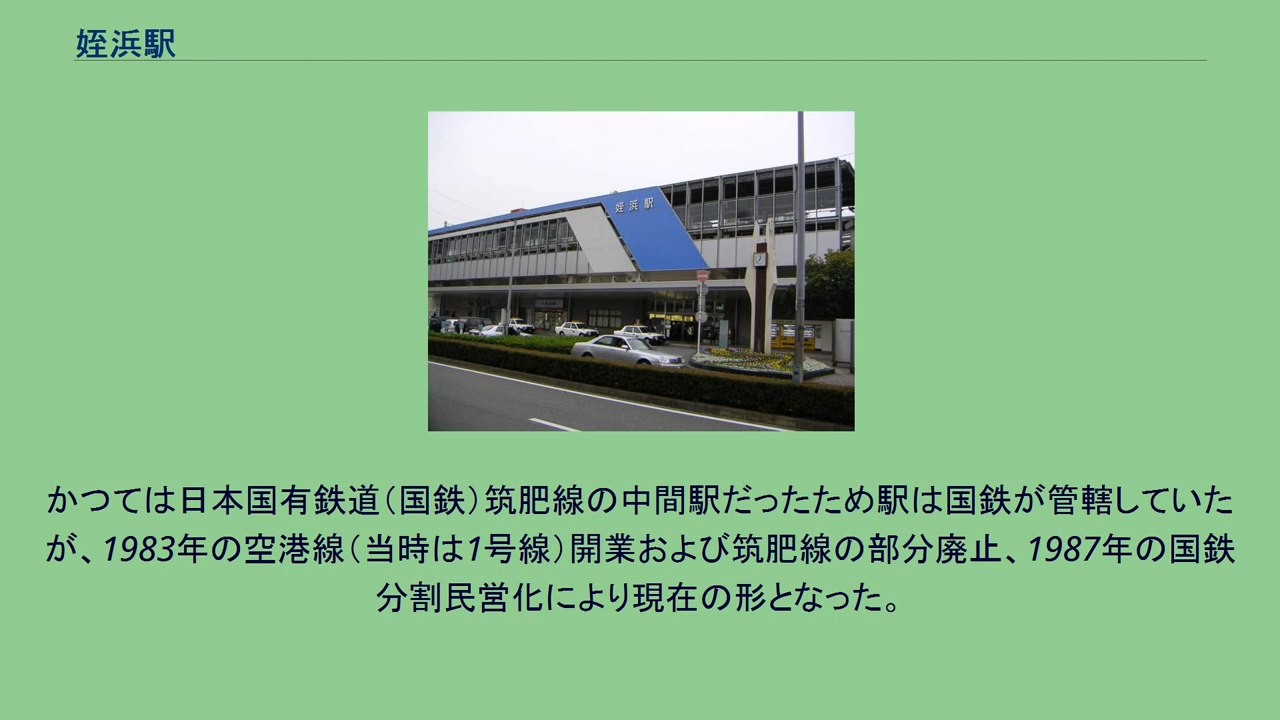 姪浜駅
姪浜駅
かつては日本国有鉄道（国鉄）筑肥線の中間駅だったため駅は国鉄が管轄していた
が、1983年の空港線（当時は1号線）開業および筑肥線の部分廃止、1987年の国鉄
分割民営化により現在の形となった。